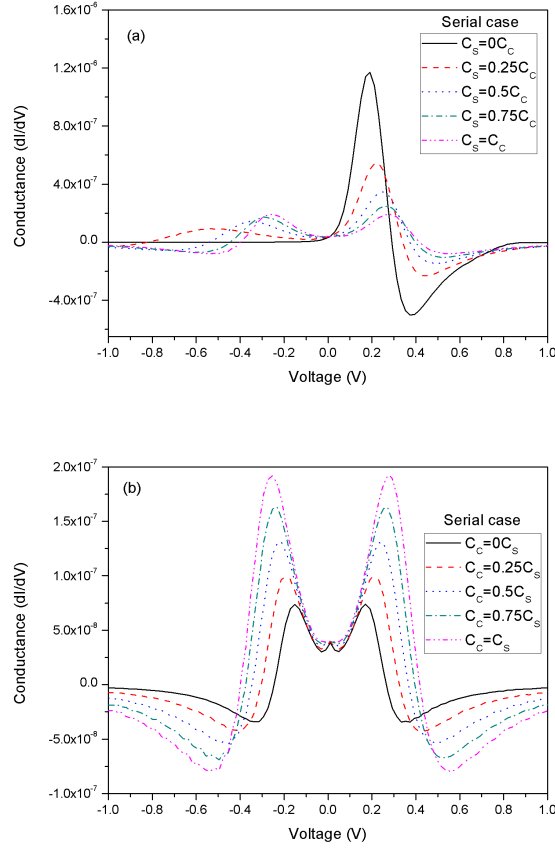 (a)
Serial case
C_S=0C_C
C_S=0.25C_C
C_S=0.5C_C
C_S=0.75C_C
C_S=C_C
Conductance (dI/dV)
1.6x10^-6
1.2x10^-6
8.0x10^-7
4.0x10^-7
0.0
-4.0x10^-7
-1.0 -0.8 -0.6 -0.4 -0.2 0.0 0.2 0.4 0.6 0.8 1.0
Voltage (V)
(b)
Serial case
C_C=0C_S
C_C=0.25C_S
C_C=0.5C_S
C_C=0.75C_S
C_C=C_S
Conductance (dI/dV)
2.0x10^-7
1.5x10^-7
1.0x10^-7
5.0x10^-8
0.0
-5.0x10^-8
-1.0x10^-7
-1.0 -0.8 -0.6 -0.4 -0.2 0.0 0.2 0.4 0.6 0.8 1.0
Voltage (V)